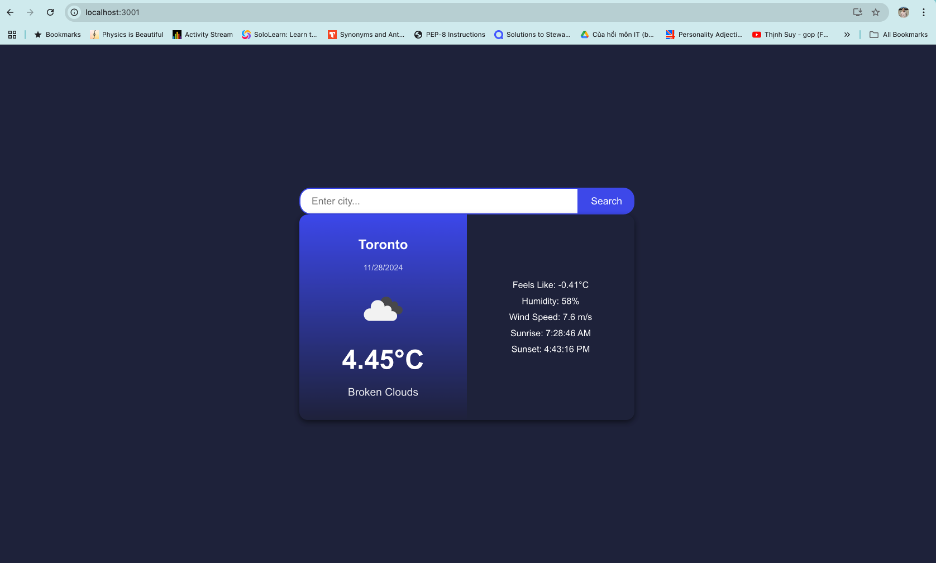 localhost:3001
Bookmarks Physics is Beautiful Activity Stream SoloLearn: Learn t... Synonyms and Ant... PEP-8 Instructions Solutions to Stewa... Câu hỏi môn IT (b... Personality Adjecti... Thịnh Suy - gop (F... » All Bookmarks
Enter city... Search
Toronto
11/28/2024
4.45°C
Broken Clouds
Feels Like: -0.41°C
Humidity: 58%
Wind Speed: 7.6 m/s
Sunrise: 7:28:46 AM
Sunset: 4:43:16 PM